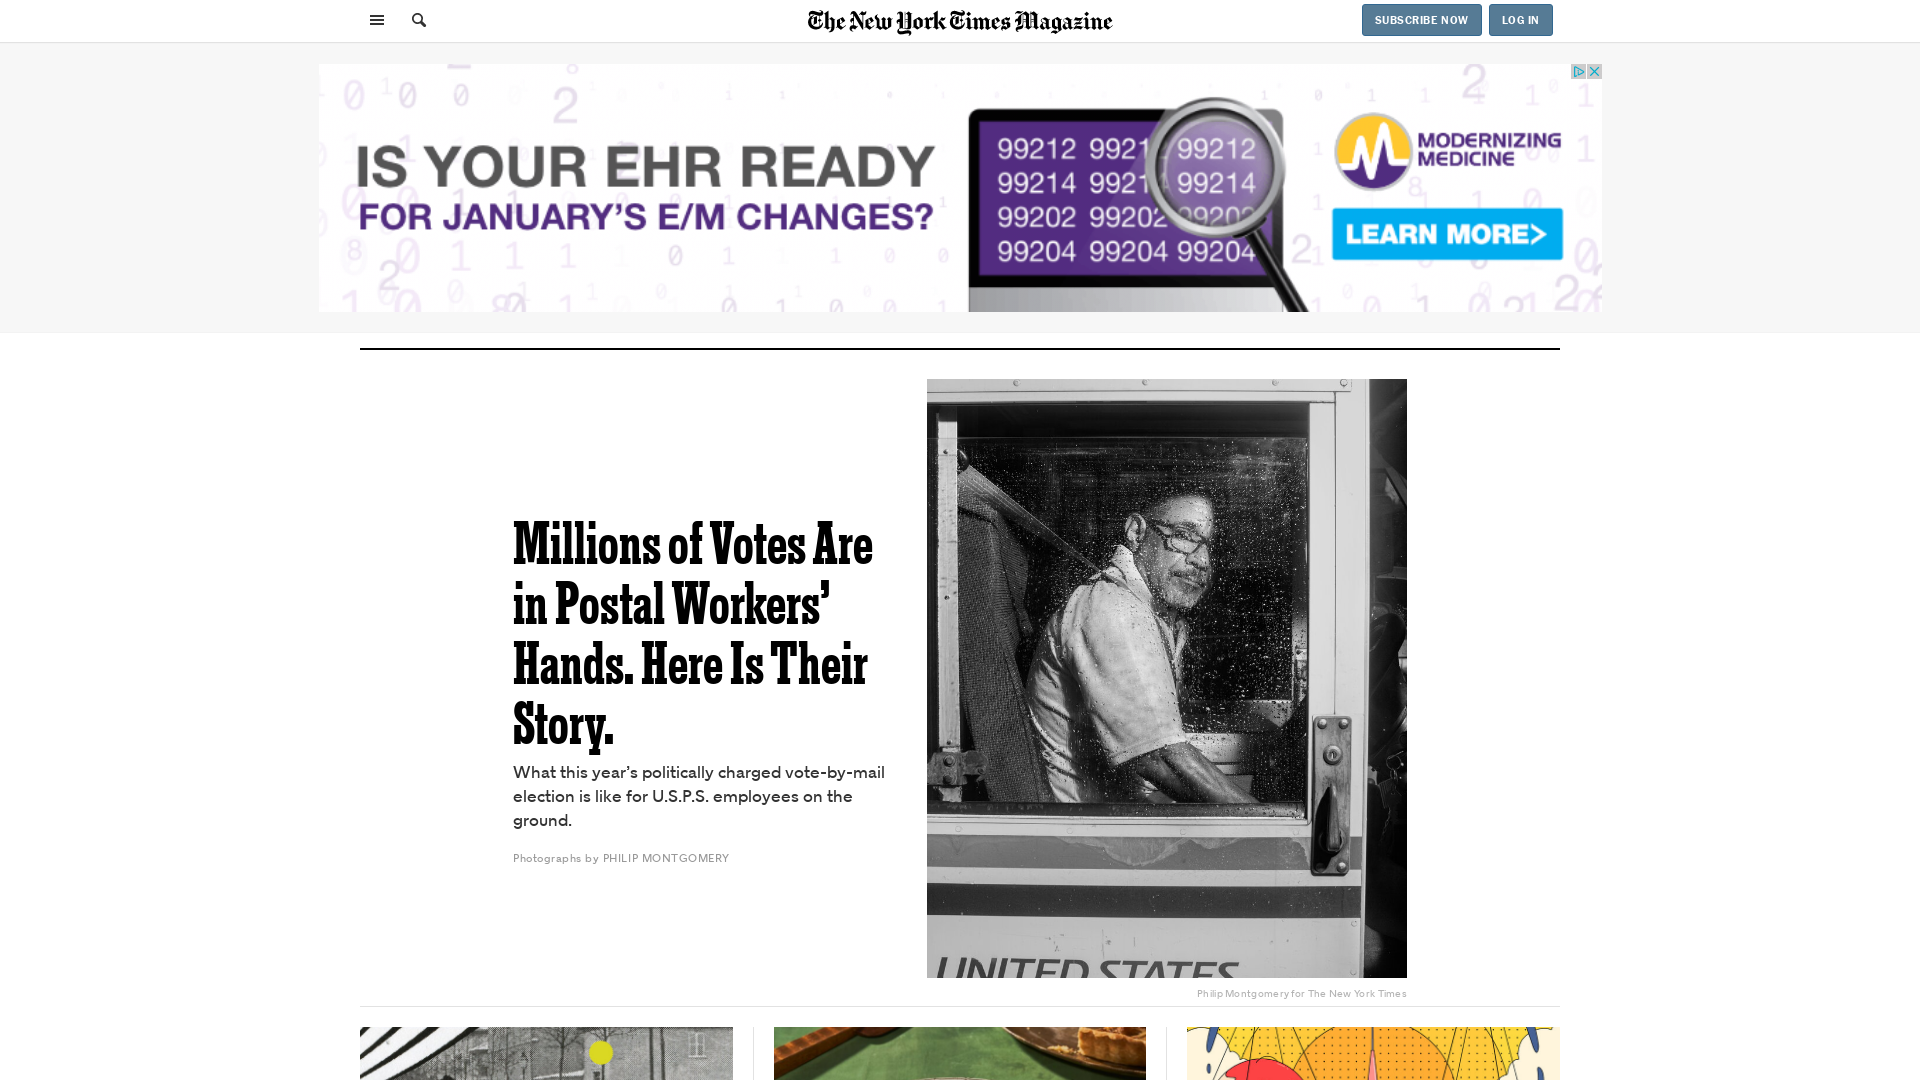 The New York Times Magazine
SUBSCRIBE NOW
LOG IN
IS YOUR EHR READY
FOR JANUARY'S E/M CHANGES?
99212 9921 99212
99214 9921 99214
99202 99202 99202
99204 99204 99204
MODERNIZING
MEDICINE
LEARN MORE>
Millions of Votes Are
in Postal Workers’
Hands. Here Is Their
Story.
What this year’s politically charged vote-by-mail
election is like for U.S.P.S. employees on the
ground.
Photographs by PHILIP MONTGOMERY
UNITED STATES
Philip Montgomery for The New York Times